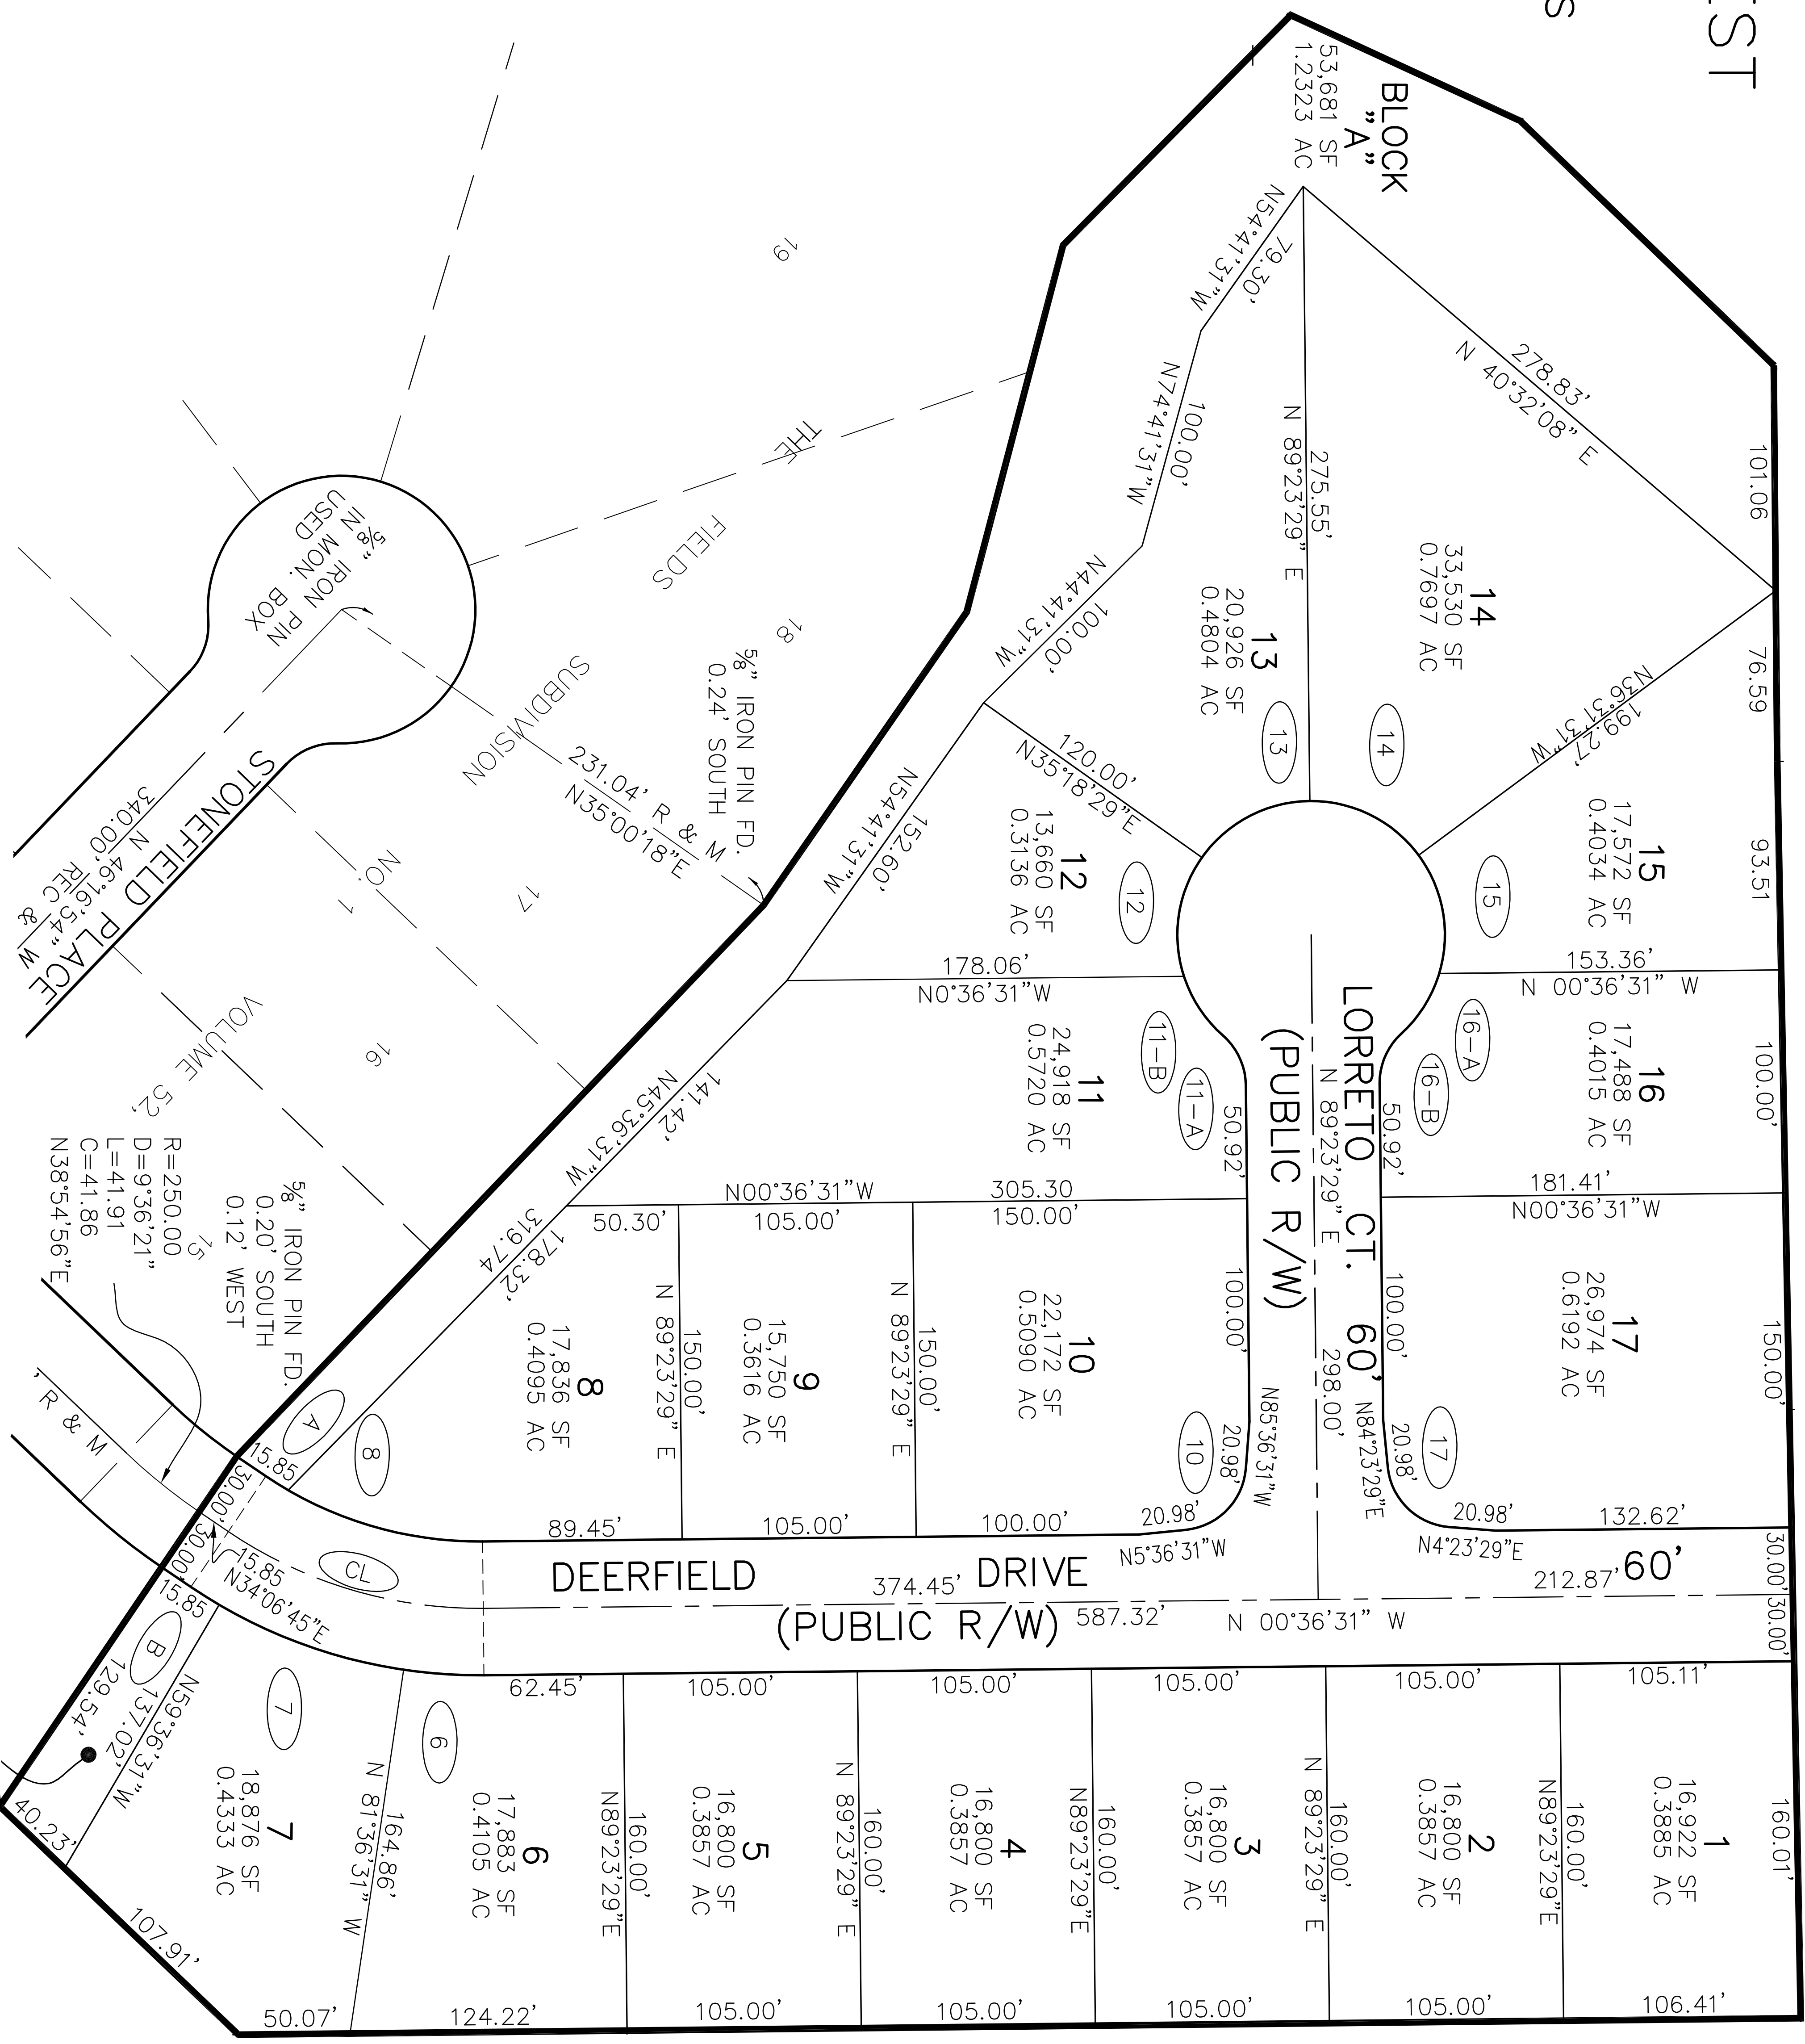 EST
S
BLOCK
"A"
53,681 SF
1.2323 AC
N54°41'31"W
79.30'
100.00'
N74°41'31"W
N44°41'31"W
100.00'
N54°41'31"W
152.60'
141.42'
N45°36'31"W
178.32'
319.74
278.83'
N 40°32'08" E
275.55'
N 89°23'29" E
N36°31'31"W
199.27'
120.00'
N35°18'29"E
101.06
76.59
93.51
100.00'
150.00'
14
33,530 SF
0.7697 AC
13
20,926 SF
0.4804 AC
15
17,572 SF
0.4034 AC
12
13,660 SF
0.3136 AC
16
17,488 SF
0.4015 AC
11
24,918 SF
0.5720 AC
17
26,974 SF
0.6192 AC
10
22,172 SF
0.5090 AC
9
15,750 SF
0.3616 AC
8
17,836 SF
0.4095 AC
13
14
12
15
11-B
11-A
16-A
16-B
10
17
8
A
CL
B
7
6
153.36'
N 00°36'31" W
178.06'
N0°36'31"W
181.41'
N00°36'31"W
N00°36'31"W
305.30
50.30'
105.00'
150.00'
LORRETO CT. 60'
(PUBLIC R/W)
N 89°23'29" E
298.00'
50.92'
50.92'
100.00'
100.00'
N85°36'31"W
20.98'
N84°23'29"E
20.98'
20.98'
N5°36'31"W
20.98'
N4°23'29"E
132.62'
N 89°23'29" E
150.00'
N 89°23'29" E
150.00'
89.45'
105.00'
100.00'
DEERFIELD DRIVE 60'
(PUBLIC R/W)
374.45'
212.87'
587.32'
N 00°36'31" W
30.00'
30.00'
62.45'
105.00'
105.00'
105.00'
105.00'
105.11'
1
16,922 SF
0.3885 AC
2
16,800 SF
0.3857 AC
3
16,800 SF
0.3857 AC
4
16,800 SF
0.3857 AC
5
16,800 SF
0.3857 AC
6
17,883 SF
0.4105 AC
7
18,876 SF
0.4333 AC
160.01'
160.00'
N89°23'29"E
160.00'
N 89°23'29" E
160.00'
N89°23'29"E
160.00'
N 89°23'29" E
160.00'
N89°23'29"E
164.86'
N 81°36'31" W
50.07'
124.22'
105.00'
105.00'
105.00'
105.00'
106.41'
107.91'
40.23'
129.54'
137.02'
N59°36'31"W
15.85
30.00'
30.00'
15.85
15.85
N34°06'45"E
19
18
17
16
15
THE
FIELDS
SUBDIVISION
NO. 1
VOLUME 52,
5/8" IRON PIN
IN MON. BOX
USED
231.04' R & M
N35°00'18"E
5/8" IRON PIN FD.
0.24' SOUTH
STONEFIELD PLACE
N 46°16'54" W
340.00' REC &
5/8" IRON PIN FD.
0.20' SOUTH
0.12' WEST
R=250.00
D=9°36'21"
L=41.91
C=41.86
N38°54'56"E
' R & M